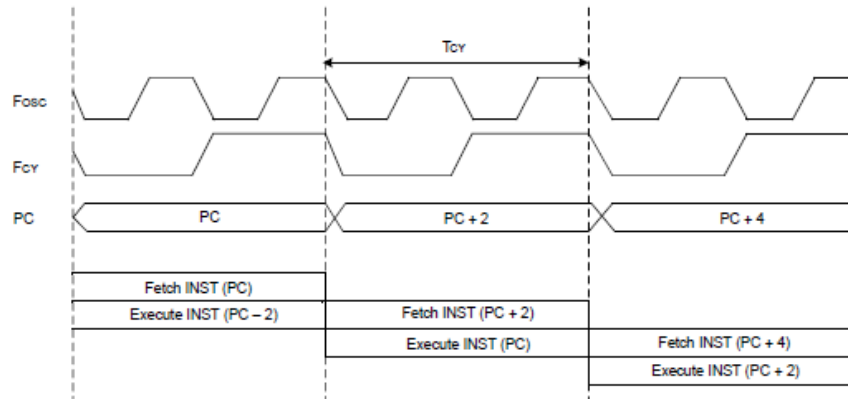 TCY
FOSC
FCY
PC
PC
PC + 2
PC + 4
Fetch INST (PC)
Execute INST (PC – 2)
Fetch INST (PC + 2)
Execute INST (PC)
Fetch INST (PC + 4)
Execute INST (PC + 2)